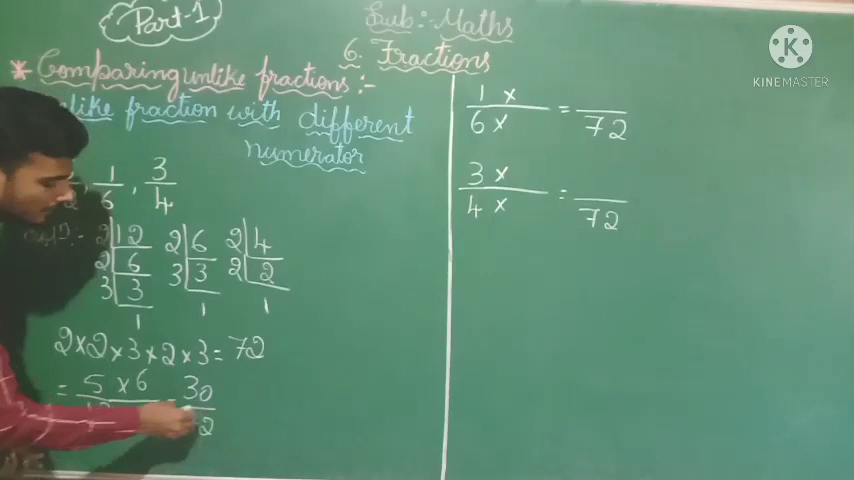 Part-1
Sub:- Maths
6. Fractions
* Comparing unlike fractions :-
like fraction with different
numerator
1/6, 3/4
2 | 12
2 | 6
3 | 3
1
2 | 6
3 | 3
1
2 | 4
2 | 2
1
2×2×3×2×3=72
= 5×6 30
2
1× / 6× = / 72
3× / 4× = / 72
K
KINEMASTER